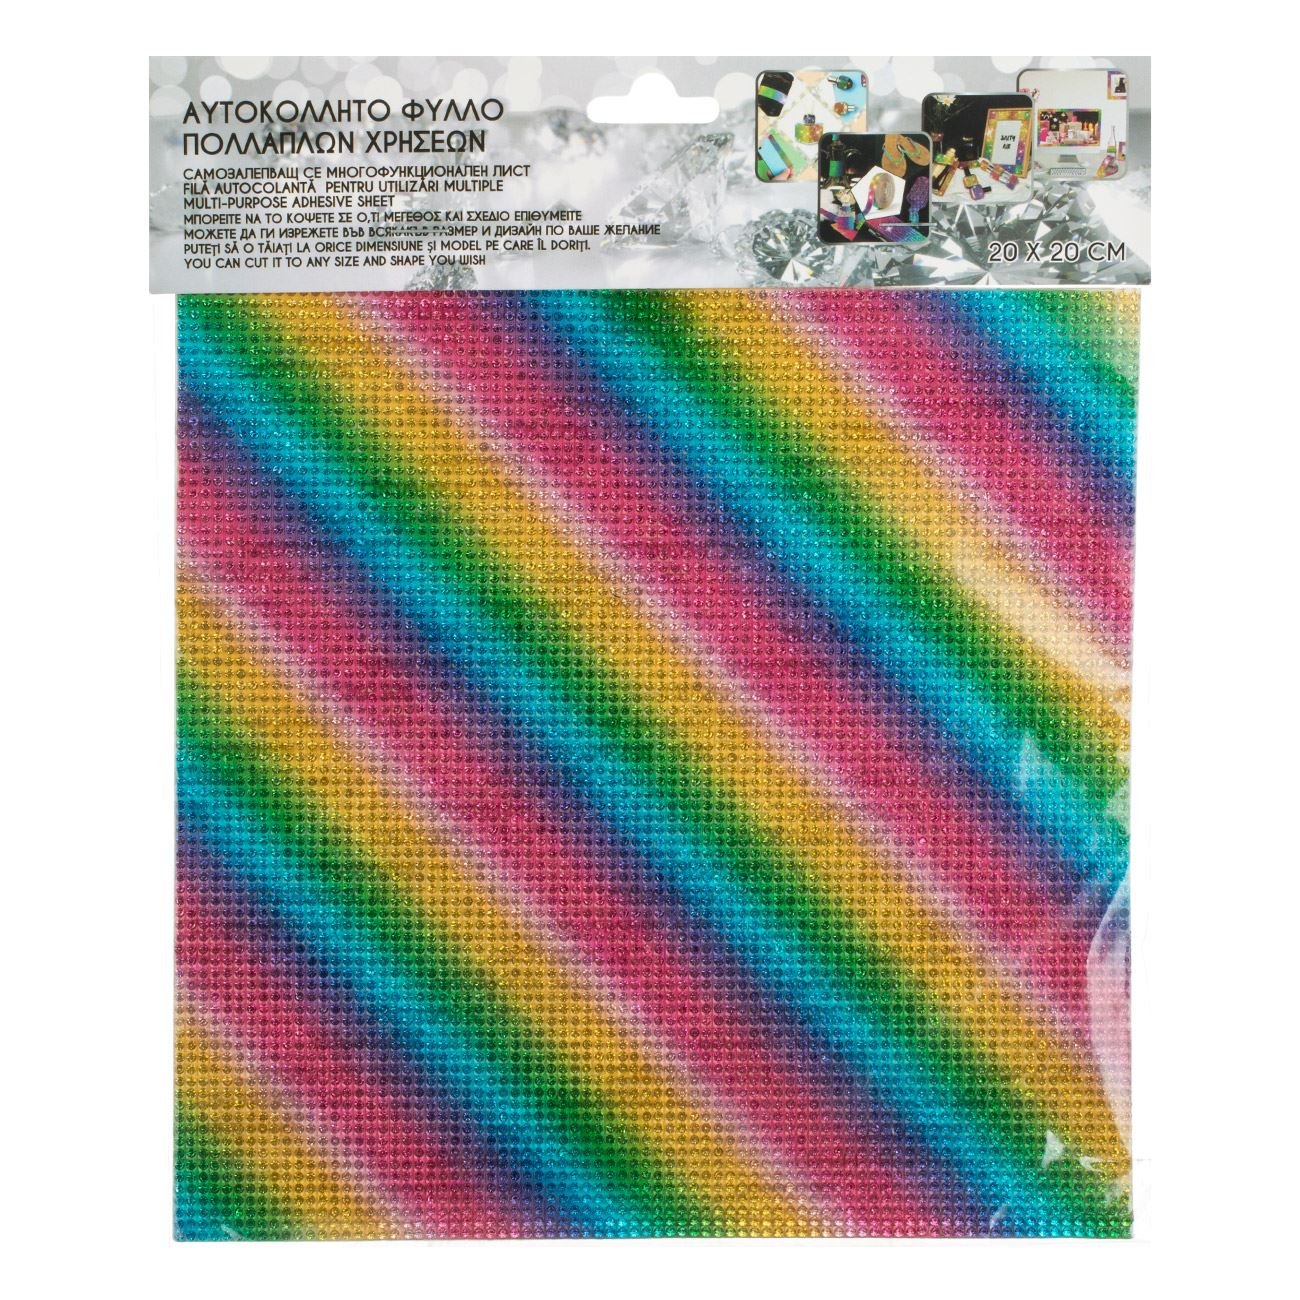 ΑΥΤΟΚΟΛΛΗΤΟ ΦΥΛΛΟ
ΠΟΛΛΑΠΛΩΝ ΧΡΗΣΕΩΝ
САМОЗАЛЕПВАЩ СЕ МНОГОФУНКЦИОНАЛЕН ЛИСТ
FILĂ AUTOCOLANTĂ PENTRU UTILIZĂRI MULTIPLE
MULTI-PURPOSE ADHESIVE SHEET
ΜΠΟΡΕΙΤΕ ΝΑ ΤΟ ΚΟΨΕΤΕ ΣΕ Ο,ΤΙ ΜΕΓΕΘΟΣ ΚΑΙ ΣΧΕΔΙΟ ΕΠΙΘΥΜΕΙΤΕ
МОЖЕТЕ ДА ГИ ИЗРЕЖЕТЕ ВЪВ ВСЯКАКЪВ РАЗМЕР И ДИЗАЙН ПО ВАШЕ ЖЕЛАНИЕ
PUTEȚI SĂ O TĂIAȚI LA ORICE DIMENSIUNE ȘI MODEL PE CARE ÎL DORIȚI.
YOU CAN CUT IT TO ANY SIZE AND SHAPE YOU WISH
20 X 20 CM